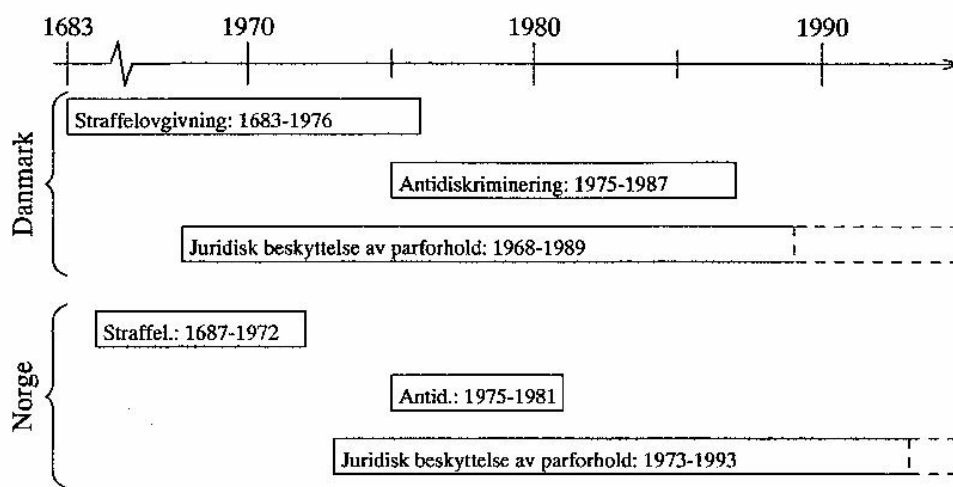 1683 1970 1980 1990
Danmark
Straffelovgivning: 1683-1976
Antidiskriminering: 1975-1987
Juridisk beskyttelse av parforhold: 1968-1989
Norge
Straffel.: 1687-1972
Antid.: 1975-1981
Juridisk beskyttelse av parforhold: 1973-1993